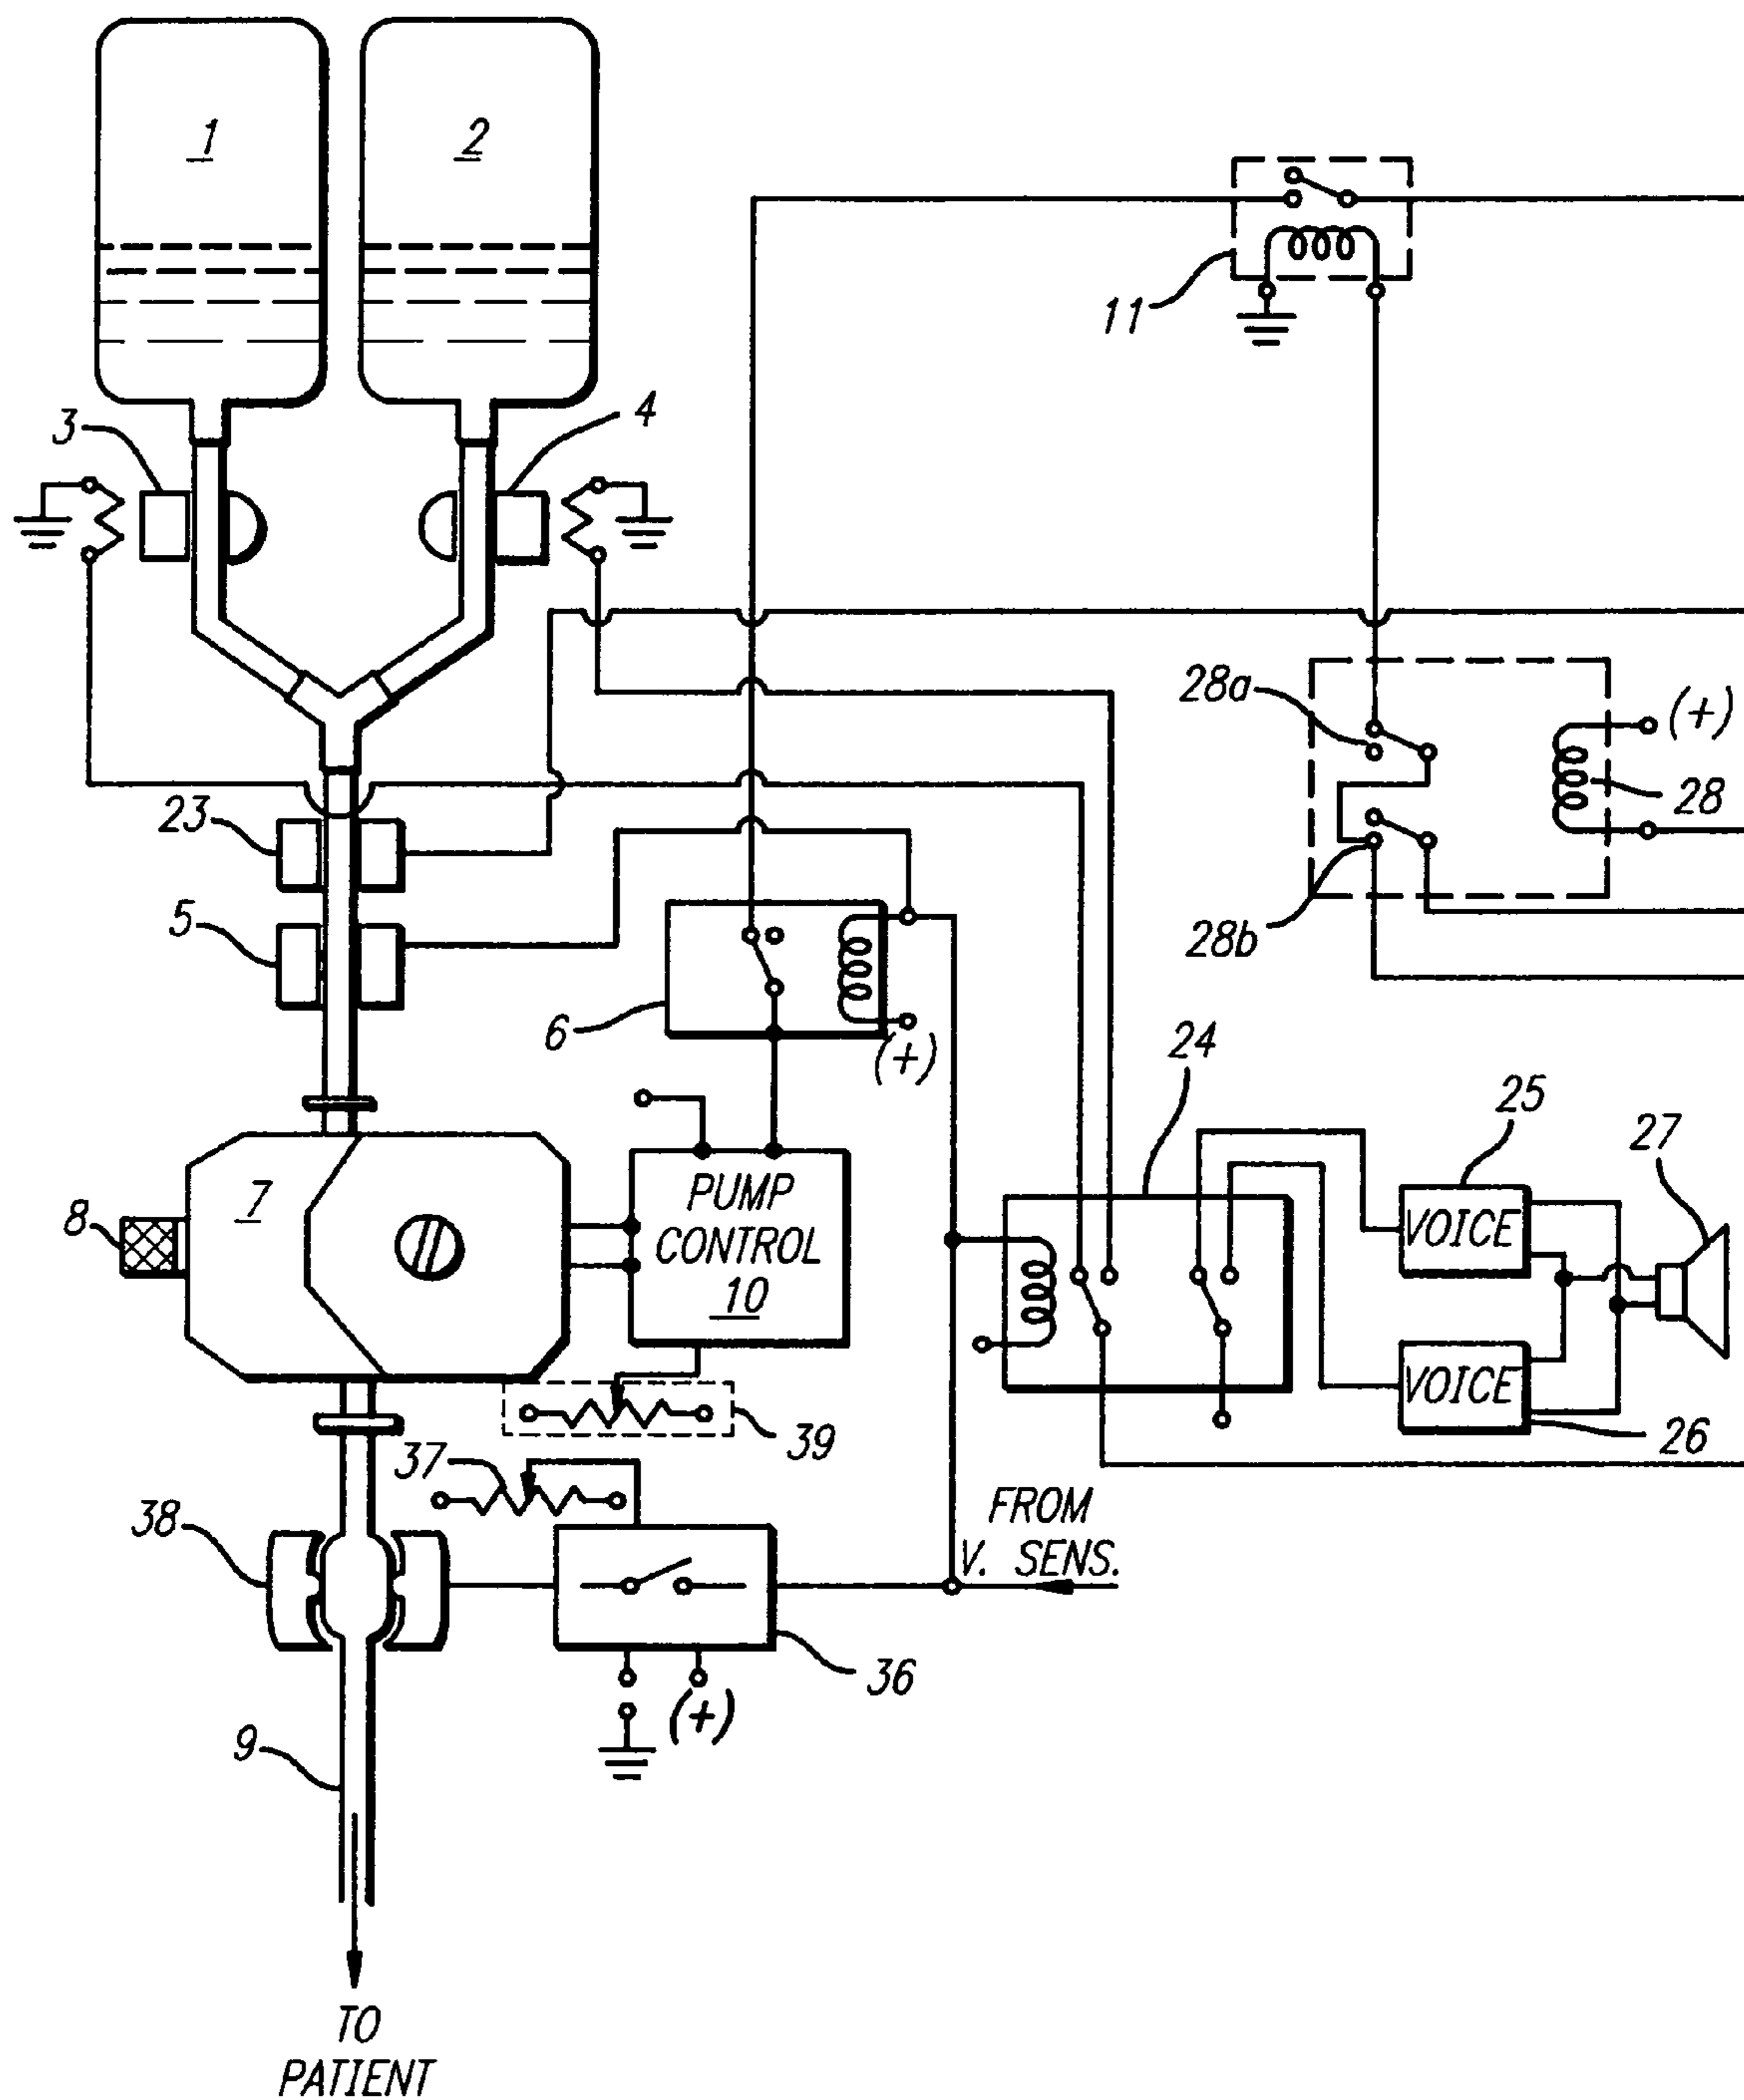 1
2
11
3
4
28a
(+)
28
23
5
28b
6
(+)
24
25
27
7
8
PUMP
CONTROL
10
VOICE
VOICE
26
39
37
38
FROM
V. SENS.
36
(+)
9
TO
PATIENT